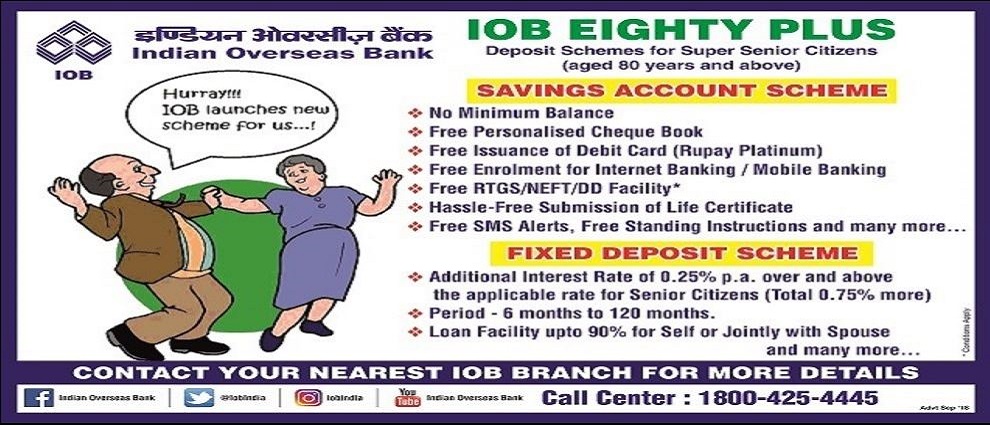 इण्डियन ओवरसीज़ बैंक
Indian Overseas Bank
IOB
Hurray!!!
IOB launches new
scheme for us...!
IOB EIGHTY PLUS
Deposit Schemes for Super Senior Citizens
(aged 80 years and above)
SAVINGS ACCOUNT SCHEME
❖ No Minimum Balance
❖ Free Personalised Cheque Book
❖ Free Issuance of Debit Card (Rupay Platinum)
❖ Free Enrolment for Internet Banking / Mobile Banking
❖ Free RTGS/NEFT/DD Facility*
❖ Hassle-Free Submission of Life Certificate
❖ Free SMS Alerts, Free Standing Instructions and many more...
FIXED DEPOSIT SCHEME
❖ Additional Interest Rate of 0.25% p.a. over and above
the applicable rate for Senior Citizens (Total 0.75% more)
❖ Period - 6 months to 120 months.
❖ Loan Facility upto 90% for Self or Jointly with Spouse
and many more...
* Conditions Apply
CONTACT YOUR NEAREST IOB BRANCH FOR MORE DETAILS
Indian Overseas Bank
@IobIndia
IobIndia
You Tube
Indian Overseas Bank
Call Center : 1800-425-4445
Advt Sep '18